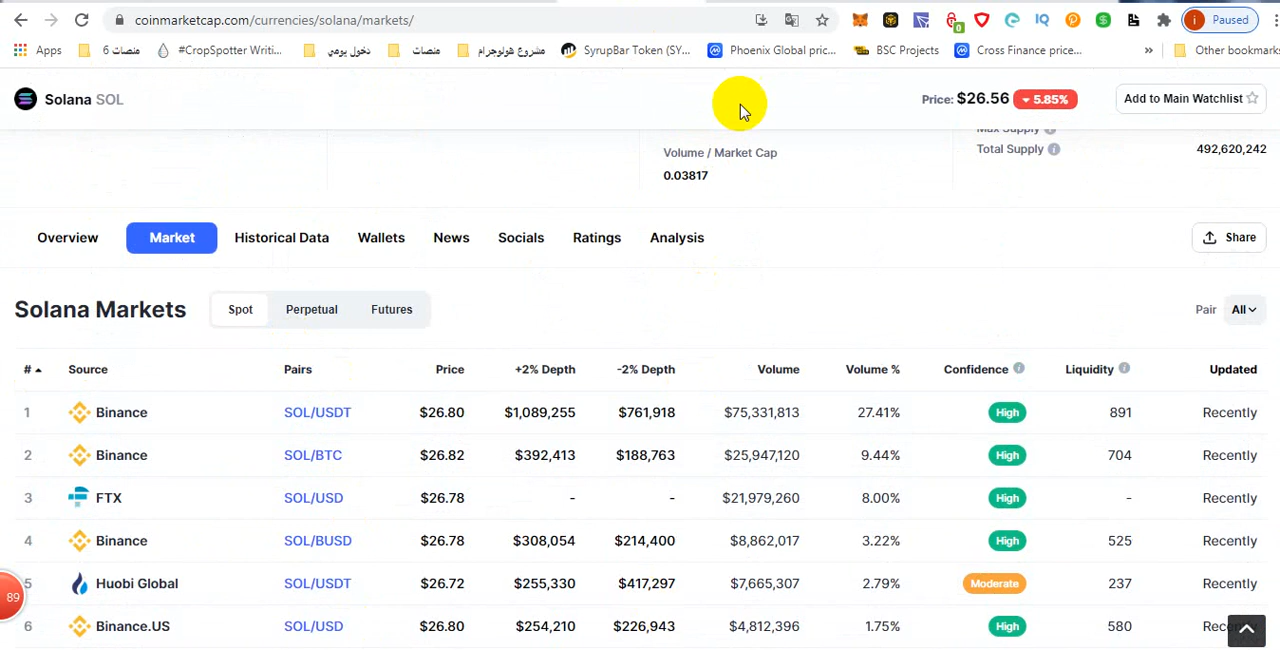 coinmarketcap.com/currencies/solana/markets/
0
IQ
i Paused
Apps منصات 6 #CropSpotter Writi... دخول يومي منصات مشروع هولوجرام SyrupBar Token (SY... Phoenix Global pric... BSC Projects Cross Finance price... » Other bookmarks
Solana SOL
Price: $26.56 5.85%
Add to Main Watchlist
Max Supply
Total Supply 492,620,242
Volume / Market Cap
0.03817
Overview Market Historical Data Wallets News Socials Ratings Analysis
Share
Solana Markets Spot Perpetual Futures Pair All
# Source Pairs Price +2% Depth -2% Depth Volume Volume % Confidence Liquidity Updated
1 Binance SOL/USDT $26.80 $1,089,255 $761,918 $75,331,813 27.41% High 891 Recently
2 Binance SOL/BTC $26.82 $392,413 $188,763 $25,947,120 9.44% High 704 Recently
3 FTX SOL/USD $26.78 - - $21,979,260 8.00% High - Recently
4 Binance SOL/BUSD $26.78 $308,054 $214,400 $8,862,017 3.22% High 525 Recently
5 Huobi Global SOL/USDT $26.72 $255,330 $417,297 $7,665,307 2.79% Moderate 237 Recently
6 Binance.US SOL/USD $26.80 $254,210 $226,943 $4,812,396 1.75% High 580 Rec
89